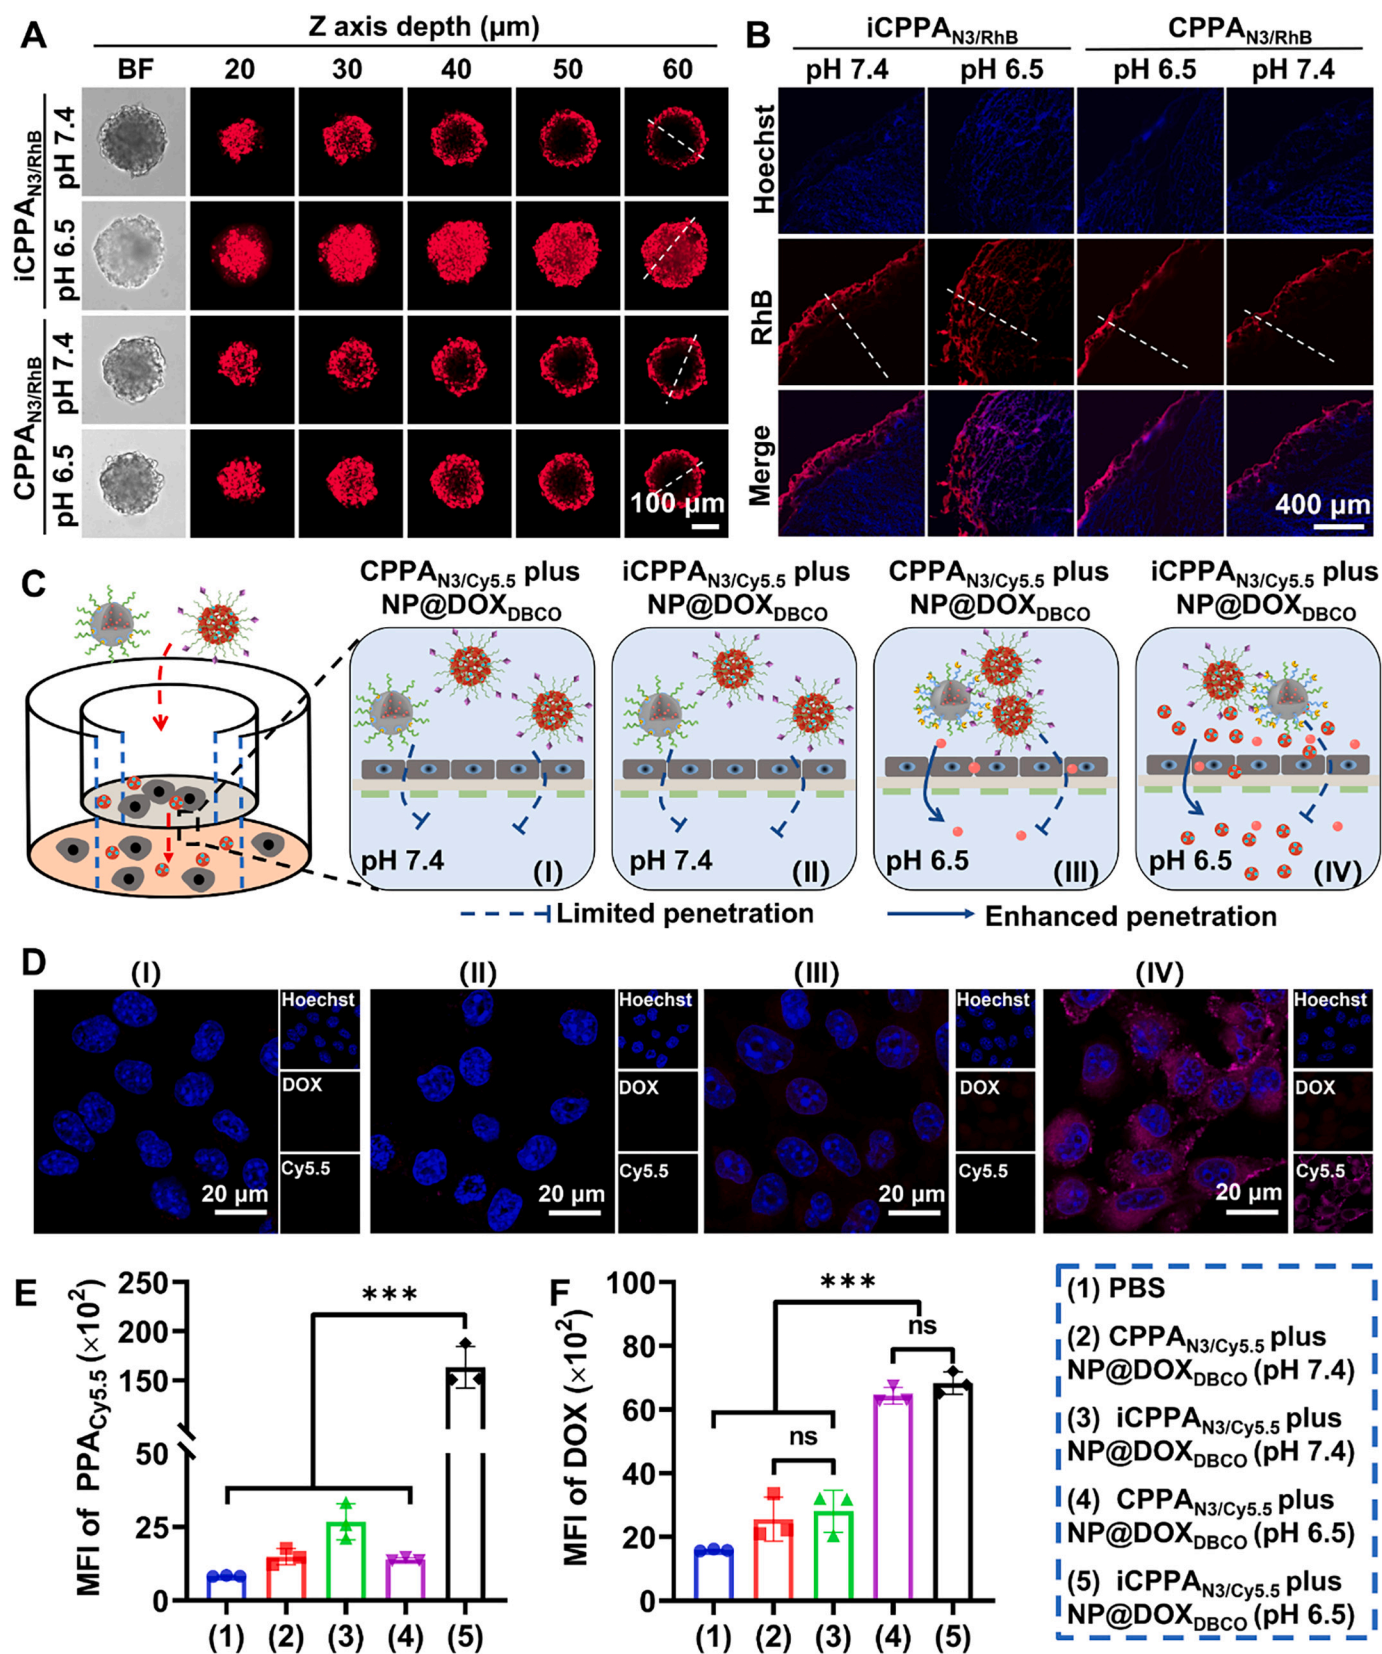 A
Z axis depth (μm)
BF 20 30 40 50 60
iCPPAN3/RhB
pH 7.4
pH 6.5
CPPAN3/RhB
pH 7.4
pH 6.5
100 μm
B
iCPPAN3/RhB CPPAN3/RhB
pH 7.4 pH 6.5 pH 6.5 pH 7.4
Hoechst
RhB
Merge
400 μm
C
CPPAN3/Cy5.5 plus
NP@DOXDBCO
iCPPAN3/Cy5.5 plus
NP@DOXDBCO
CPPAN3/Cy5.5 plus
NP@DOXDBCO
iCPPAN3/Cy5.5 plus
NP@DOXDBCO
pH 7.4 (I)
pH 7.4 (II)
pH 6.5 (III)
pH 6.5 (IV)
Limited penetration
Enhanced penetration
D
(I) (II) (III) (IV)
Hoechst
DOX
Cy5.5
20 μm
Hoechst
DOX
Cy5.5
20 μm
Hoechst
DOX
Cy5.5
20 μm
Hoechst
DOX
Cy5.5
20 μm
E
MFI of PPACy5.5 (×10²)
250
200
150
50
25
0
***
(1) (2) (3) (4) (5)
F
MFI of DOX (×10²)
100
80
60
40
20
0
***
ns
ns
(1) (2) (3) (4) (5)
(1) PBS
(2) CPPAN3/Cy5.5 plus
NP@DOXDBCO (pH 7.4)
(3) iCPPAN3/Cy5.5 plus
NP@DOXDBCO (pH 7.4)
(4) CPPAN3/Cy5.5 plus
NP@DOXDBCO (pH 6.5)
(5) iCPPAN3/Cy5.5 plus
NP@DOXDBCO (pH 6.5)